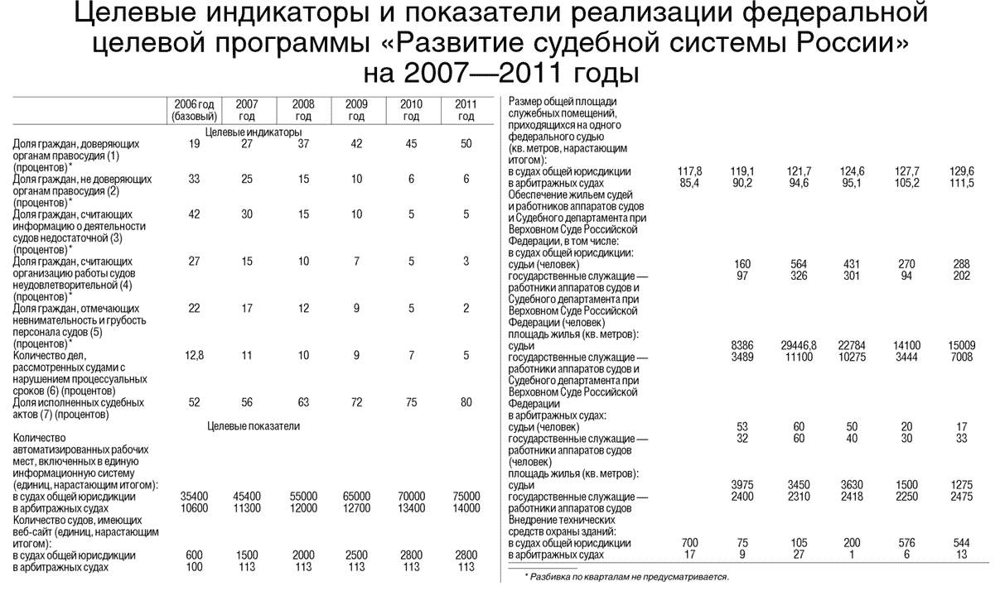 Целевые индикаторы и показатели реализации федеральной
целевой программы «Развитие судебной системы России»
на 2007—2011 годы
2006 год 2007 2008 2009 2010 2011
(базовый) год год год год год
Целевые индикаторы
Доля граждан, доверяющих 19 27 37 42 45 50
органам правосудия (1)
(процентов)*
Доля граждан, не доверяющих 33 25 15 10 6 6
органам правосудия (2)
(процентов)*
Доля граждан, считающих 42 30 15 10 5 5
информацию о деятельности
судов недостаточной (3)
(процентов)*
Доля граждан, считающих 27 15 10 7 5 3
организацию работы судов
неудовлетворительной (4)
(процентов)*
Доля граждан, отмечающих 22 17 12 9 5 2
невнимательность и грубость
персонала судов (5)
(процентов)*
Количество дел, 12,8 11 10 9 7 5
рассмотренных судами с
нарушением процессуальных
сроков (6) (процентов)
Доля исполненных судебных 52 56 63 72 75 80
актов (7) (процентов)
Целевые показатели
Количество
автоматизированных рабочих
мест, включенных в единую
информационную систему
(единиц, нарастающим итогом):
в судах общей юрисдикции 35400 45400 55000 65000 70000 75000
в арбитражных судах 10600 11300 12000 12700 13400 14000
Количество судов, имеющих
веб-сайт (единиц, нарастающим
итогом):
в судах общей юрисдикции 600 1500 2000 2500 2800 2800
в арбитражных судах 100 113 113 113 113 113
Размер общей площади
служебных помещений,
приходящихся на одного
федерального судью
(кв. метров, нарастающим
итогом):
в судах общей юрисдикции 117,8 119,1 121,7 124,6 127,7 129,6
в арбитражных судах 85,4 90,2 94,6 95,1 105,2 111,5
Обеспечение жильем судей
и работников аппаратов судов
и Судебного департамента при
Верховном Суде Российской
Федерации, в том числе:
в судах общей юрисдикции:
судьи (человек) 160 564 431 270 288
государственные служащие — 97 326 301 94 202
работники аппаратов судов и
Судебного департамента при
Верховном Суде Российской
Федерации (человек)
площадь жилья (кв. метров):
судьи 8386 29446,8 22784 14100 15009
государственные служащие — 3489 11100 10275 3444 7008
работники аппаратов судов и
Судебного департамента при
Верховном Суде Российской
Федерации
в арбитражных судах:
судьи (человек) 53 60 50 20 17
государственные служащие — 32 60 40 30 33
работники аппаратов судов
(человек)
площадь жилья (кв. метров):
судьи 3975 3450 3630 1500 1275
государственные служащие — 2400 2310 2418 2250 2475
работники аппаратов судов
Внедрение технических
средств охраны зданий:
в судах общей юрисдикции 700 75 105 200 576 544
в арбитражных судах 17 9 27 1 6 13
* Разбивка по кварталам не предусматривается.